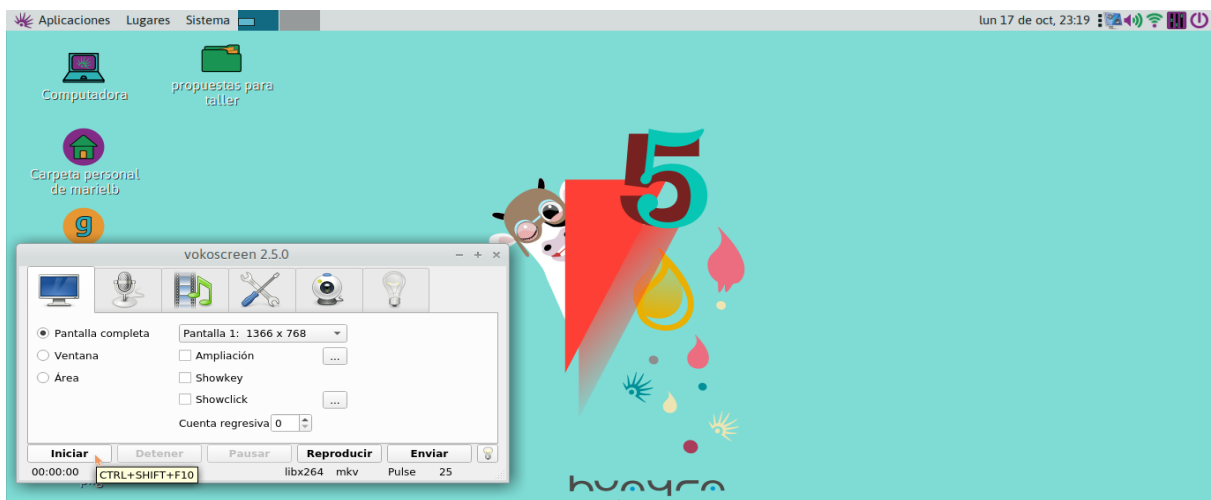 Aplicaciones Lugares Sistema lun 17 de oct, 23:19
Computadora
propuestas para
taller
Carpeta personal
de marielb
g
5
vokoscreen 2.5.0
Pantalla completa Pantalla 1: 1366 x 768
Ventana Ampliación ...
Área Showkey
Showclick ...
Cuenta regresiva 0
Iniciar Detener Pausar Reproducir Enviar
00:00:00 libx264 mkv Pulse 25
CTRL+SHIFT+F10
huayra